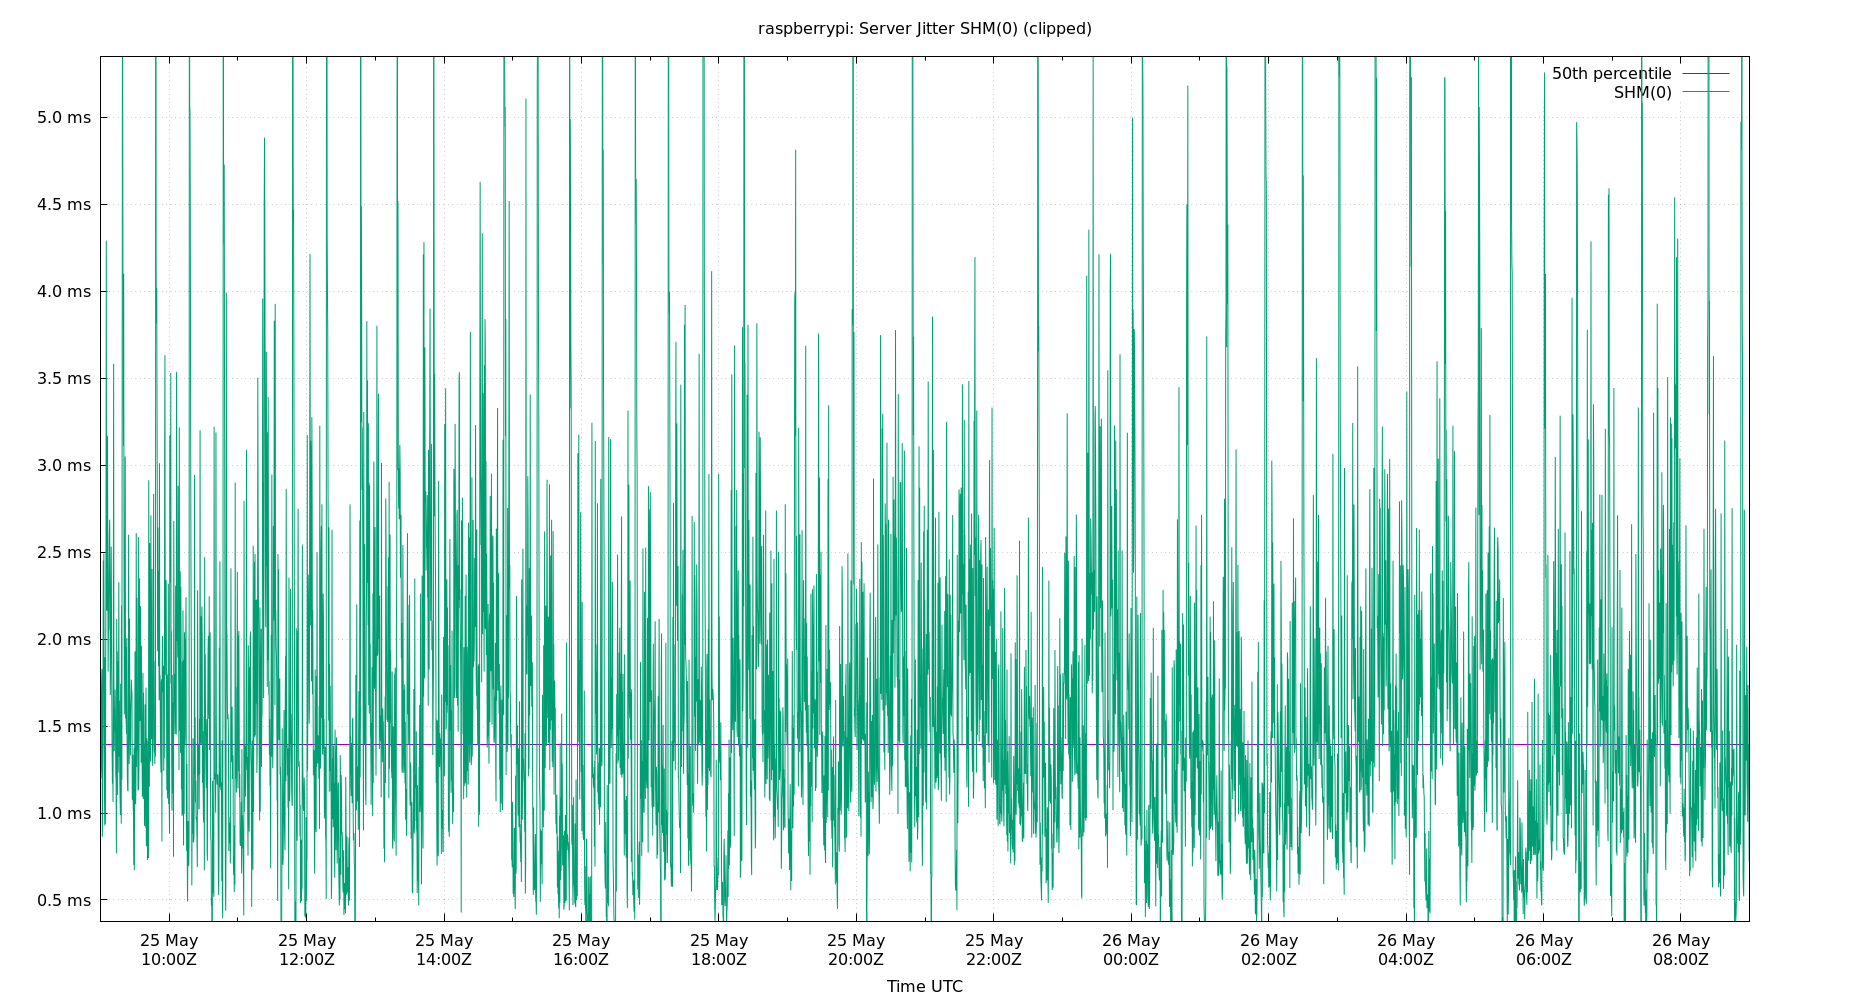 raspberrypi: Server Jitter SHM(0) (clipped)
50th percentile
SHM(0)
5.0 ms
4.5 ms
4.0 ms
3.5 ms
3.0 ms
2.5 ms
2.0 ms
1.5 ms
1.0 ms
0.5 ms
25 May 25 May 25 May 25 May 25 May 25 May 25 May 26 May 26 May 26 May 26 May 26 May
10:00Z 12:00Z 14:00Z 16:00Z 18:00Z 20:00Z 22:00Z 00:00Z 02:00Z 04:00Z 06:00Z 08:00Z
Time UTC